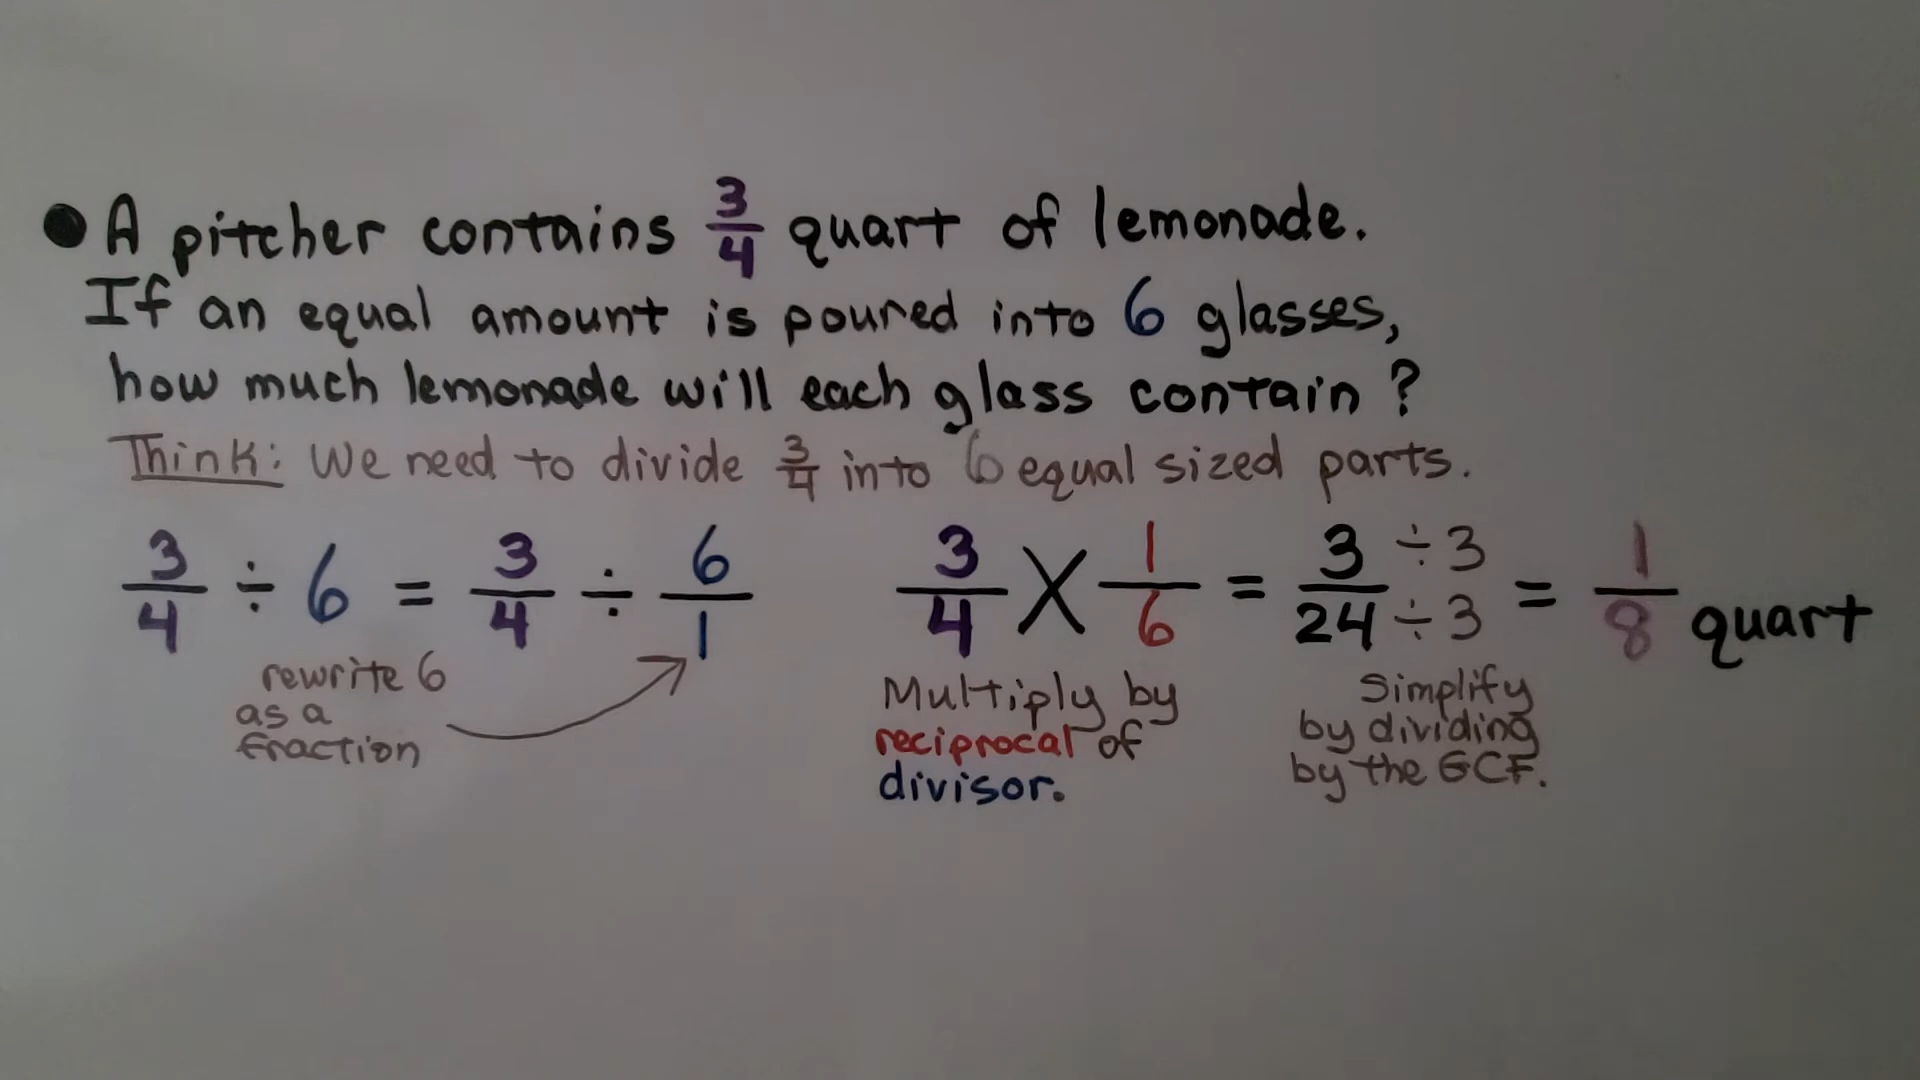 ● A pitcher contains 3/4 quart of lemonade.
If an equal amount is poured into 6 glasses,
how much lemonade will each glass contain?
Think: We need to divide 3/4 into 6 equal sized parts.
3/4 ÷ 6 = 3/4 ÷ 6/1
3/4 X 1/6 = 3/24 ÷3/÷3 = 1/8 quart
rewrite 6
as a
fraction
Multiply by
reciprocal of
divisor.
Simplify
by dividing
by the GCF.